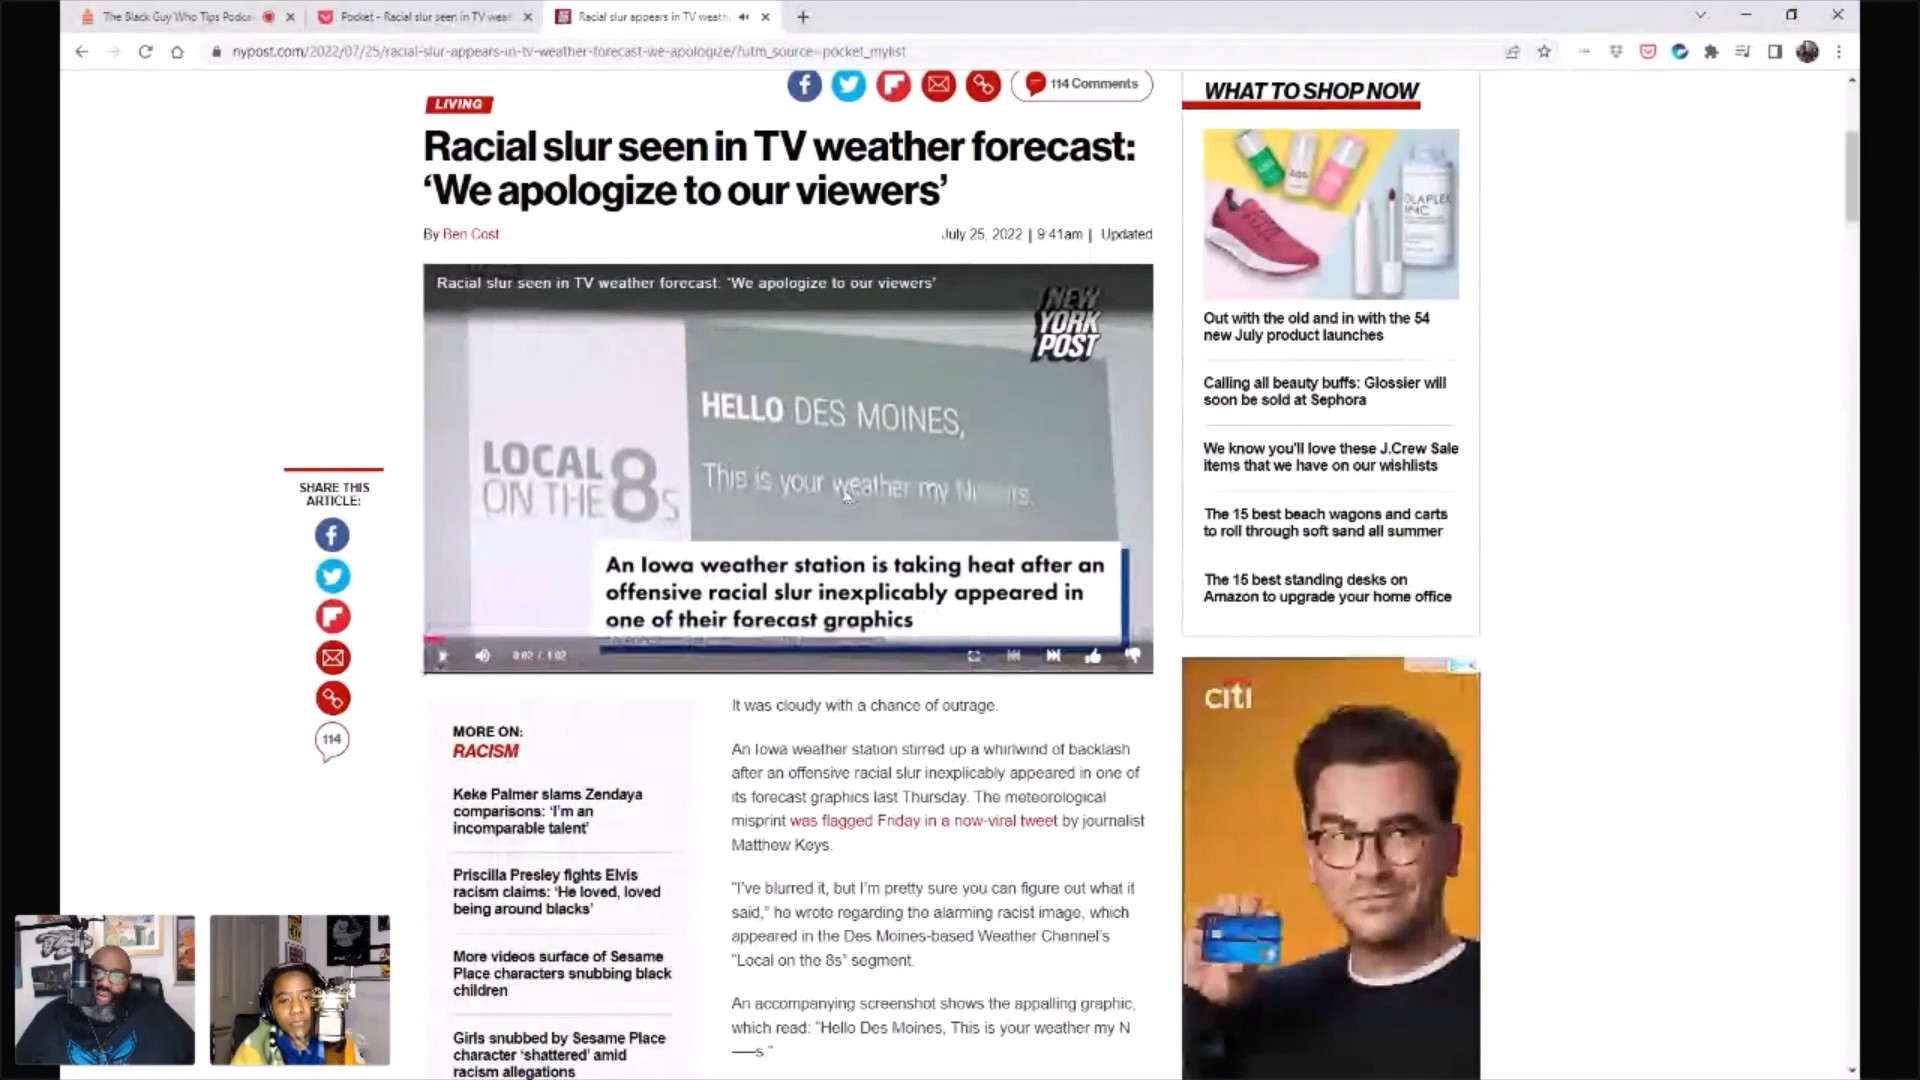 The Black Guy Who Tips Podca
Pocket - Racial slur seen in TV weat
Racial slur appears in TV weath
nypost.com/2022/07/25/racial-slur-appears-in-tv-weather-forecast-we-apologize/?utm_source=pocket_mylist
LIVING
114 Comments
Racial slur seen in TV weather forecast:
‘We apologize to our viewers’
By Ben Cost
July 25, 2022 | 9:41am | Updated
Racial slur seen in TV weather forecast: ‘We apologize to our viewers’
NEW
YORK
POST
HELLO DES MOINES,
LOCAL
ON THE 8s
This is your weather my
An Iowa weather station is taking heat after an
offensive racial slur inexplicably appeared in
one of their forecast graphics
0:02 / 1:02
SHARE THIS
ARTICLE:
114
MORE ON:
RACISM
Keke Palmer slams Zendaya
comparisons: ‘I’m an
incomparable talent’
Priscilla Presley fights Elvis
racism claims: ‘He loved, loved
being around blacks’
More videos surface of Sesame
Place characters snubbing black
children
Girls snubbed by Sesame Place
character ‘shattered’ amid
racism allegations
It was cloudy with a chance of outrage.
An Iowa weather station stirred up a whirlwind of backlash
after an offensive racial slur inexplicably appeared in one of
its forecast graphics last Thursday. The meteorological
misprint was flagged Friday in a now-viral tweet by journalist
Matthew Keys.
“I’ve blurred it, but I’m pretty sure you can figure out what it
said,” he wrote regarding the alarming racist image, which
appeared in the Des Moines-based Weather Channel’s
“Local on the 8s” segment.
An accompanying screenshot shows the appalling graphic,
which read: “Hello Des Moines, This is your weather my N
——s.”
WHAT TO SHOP NOW
OLAPLEX
Out with the old and in with the 54
new July product launches
Calling all beauty buffs: Glossier will
soon be sold at Sephora
We know you'll love these J.Crew Sale
items that we have on our wishlists
The 15 best beach wagons and carts
to roll through soft sand all summer
The 15 best standing desks on
Amazon to upgrade your home office
citi